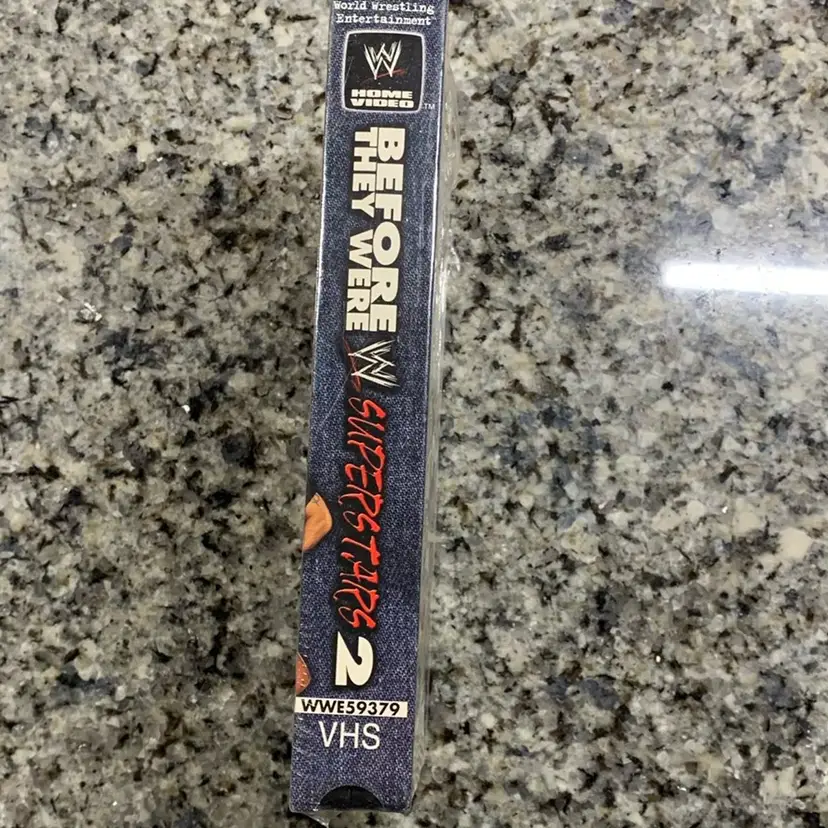 World Wrestling
Entertainment
W
HOME
VIDEO
TM
BEFORE
THEY WERE
W
SUPERSTARS
2
WWE59379
VHS